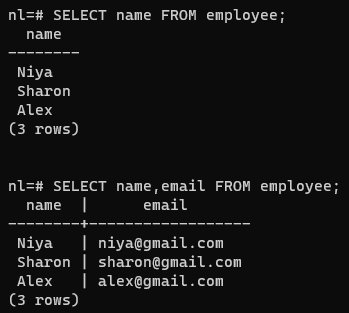 nl=# SELECT name FROM employee;
  name
--------
 Niya
 Sharon
 Alex
(3 rows)

nl=# SELECT name,email FROM employee;
  name  |      email
--------+------------------
 Niya   | niya@gmail.com
 Sharon | sharon@gmail.com
 Alex   | alex@gmail.com
(3 rows)